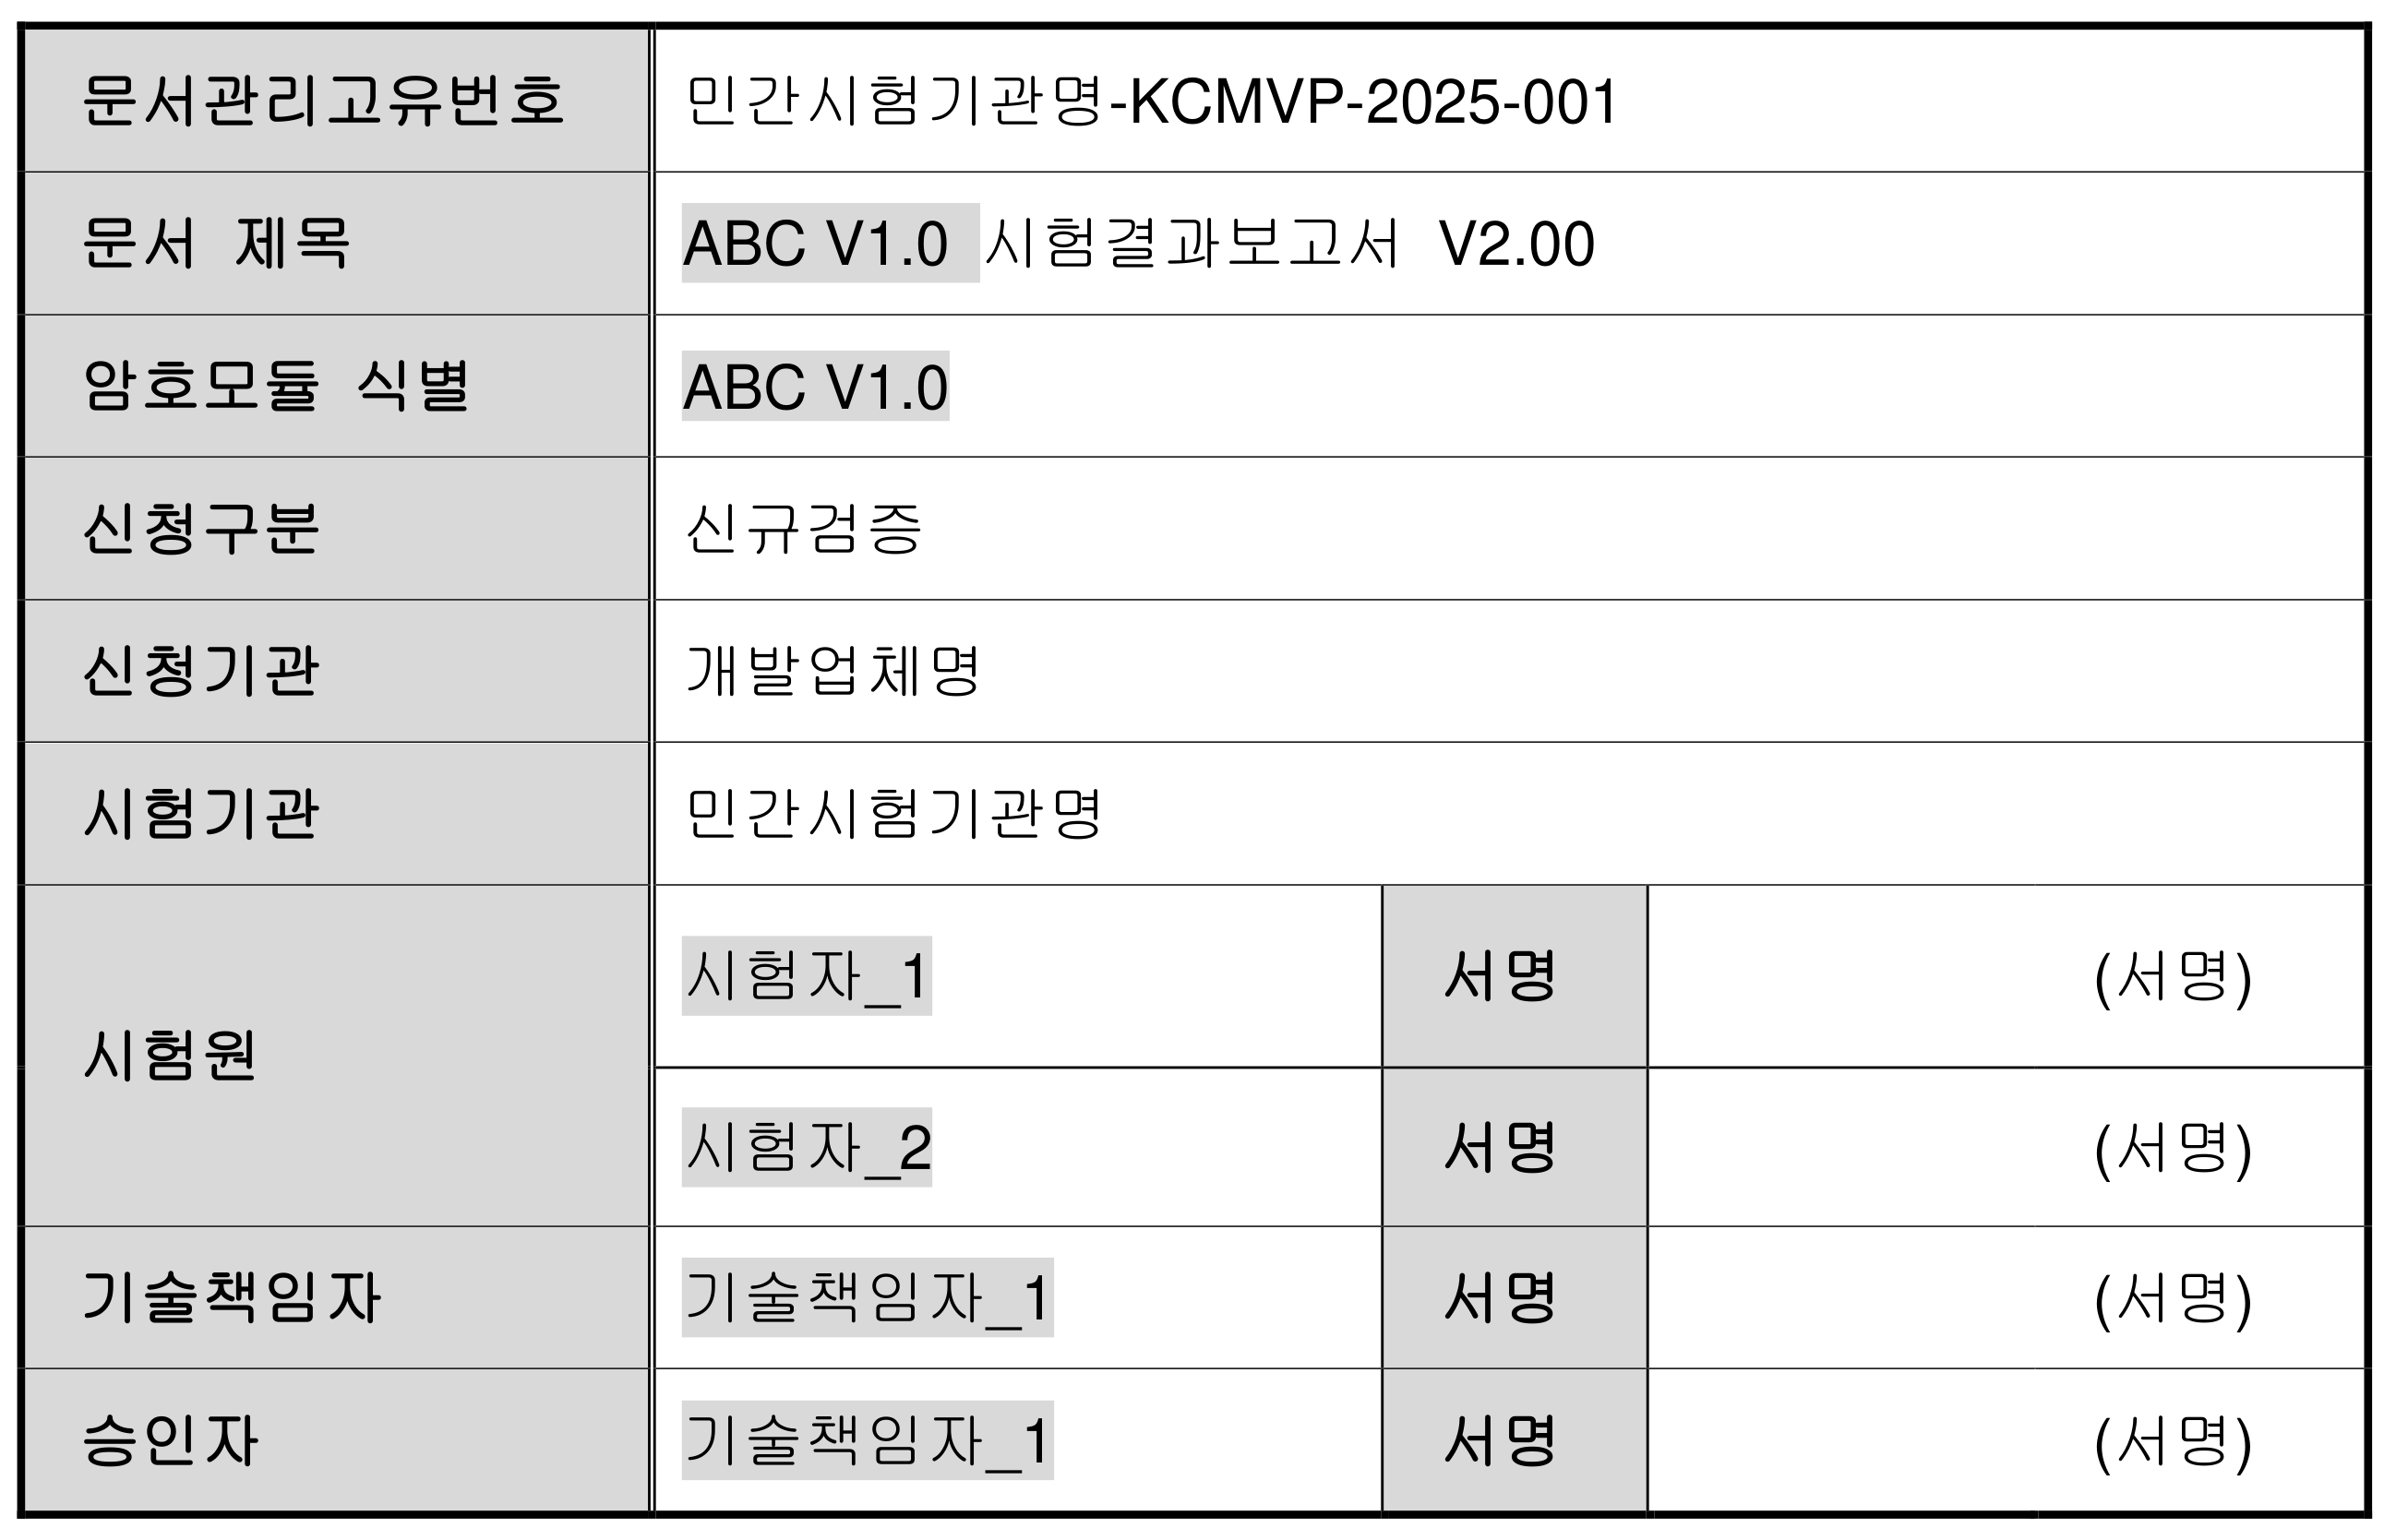 문서관리고유번호 민간시험기관명-KCMVP-2025-001
문서 제목 ABC V1.0 시험결과보고서 V2.00
암호모듈 식별 ABC V1.0
신청구분 신규검증
신청기관 개발업체명
시험기관 민간시험기관명
시험원 시험자_1 서명 (서명)
시험자_2 서명 (서명)
기술책임자 기술책임자_1 서명 (서명)
승인자 기술책임자_1 서명 (서명)